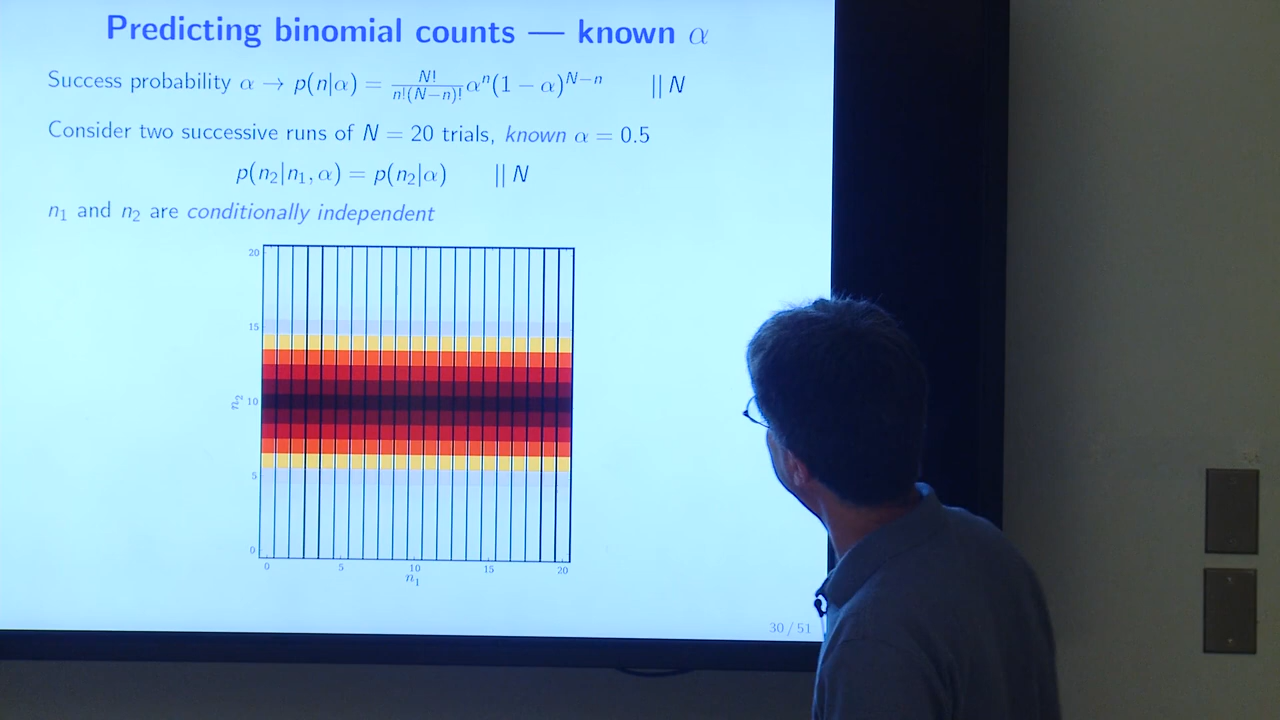 Predicting binomial counts — known α
Success probability α → p(n|α) = N!/n!(N−n)! αⁿ(1 − α)ᴺ⁻ⁿ || N
Consider two successive runs of N = 20 trials, known α = 0.5
p(n₂|n₁, α) = p(n₂|α) || N
n₁ and n₂ are conditionally independent
20
15
10
5
0
n₂
0 5 10 15 20
n₁
30 / 51